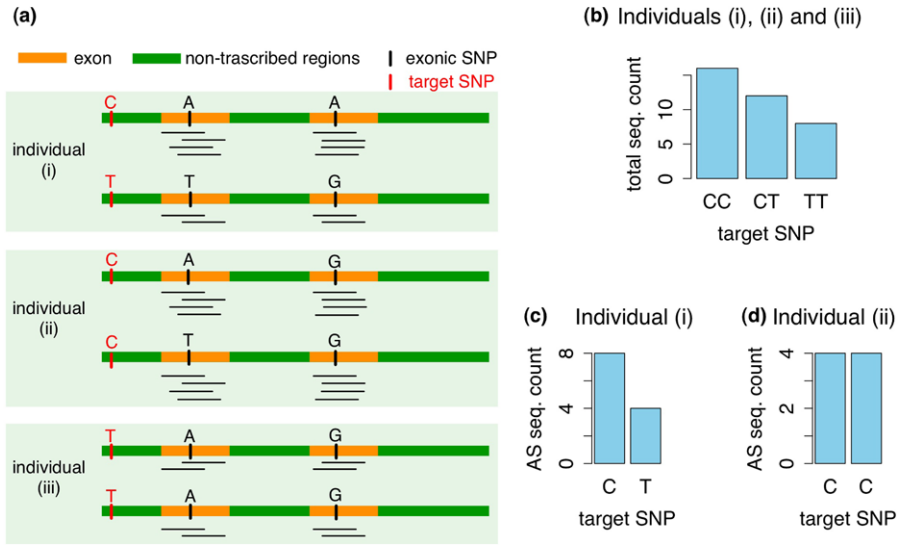 (a)
exon non-trascribed regions exonic SNP
target SNP
C A A
individual
(i)
T T G
C A G
individual
(ii)
C T G
T A G
individual
(iii)
T A G
(b) Individuals (i), (ii) and (iii)
total seq. count
0 5 10
CC CT TT
target SNP
(c) Individual (i)
AS seq. count
0 4 8
C T
target SNP
(d) Individual (ii)
AS seq. count
0 2 4
C C
target SNP